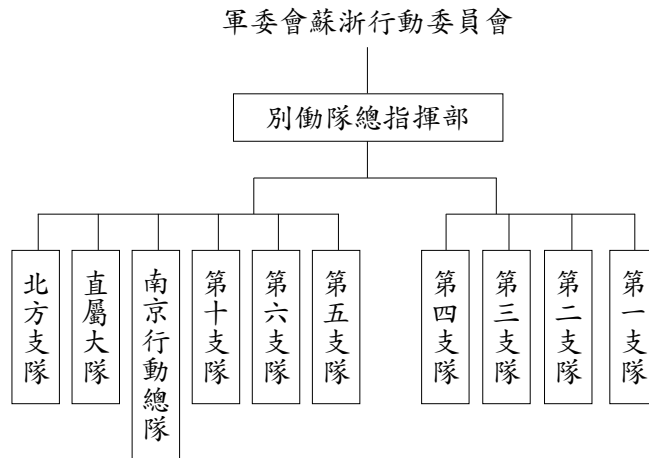 軍委會蘇浙行動委員會
別働隊總指揮部
第一支隊
第二支隊
第三支隊
第四支隊
第五支隊
第六支隊
第十支隊
南京行動總隊
直屬大隊
北方支隊